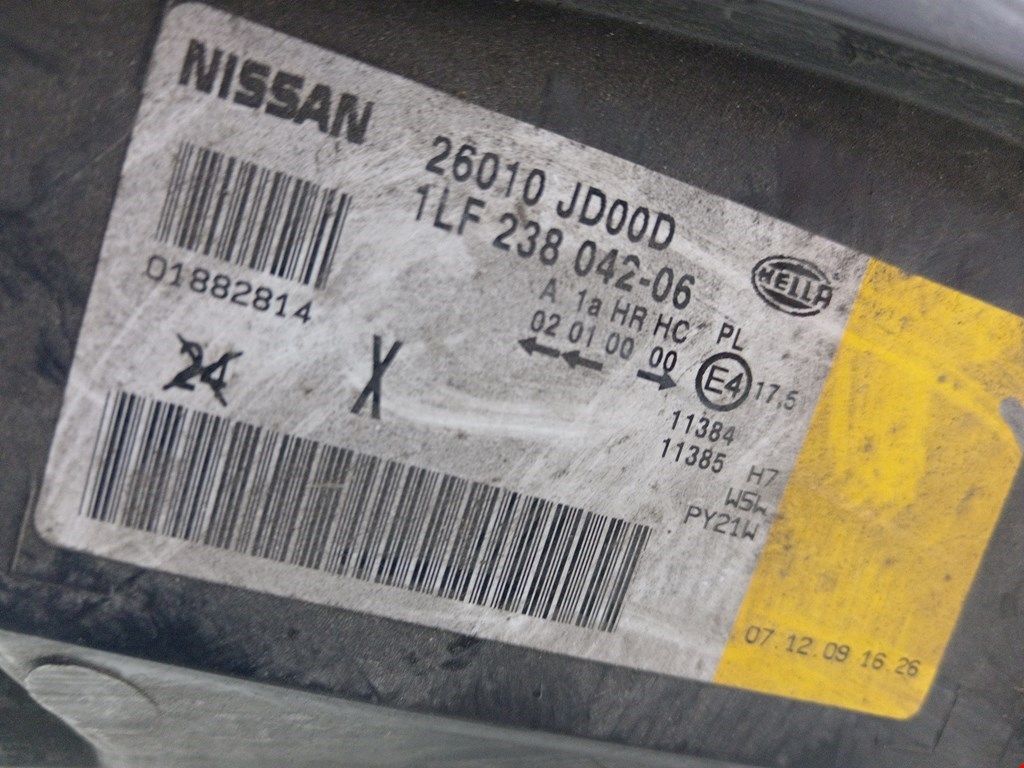 NISSAN
26010 JD00D
1LF 238 042-06
HELLA
01882814
A 1a HR HC PL
02 01 00 00
E4 17,5
24 X
11384
11385
H7
W5W
PY21W
07.12.09 16 26